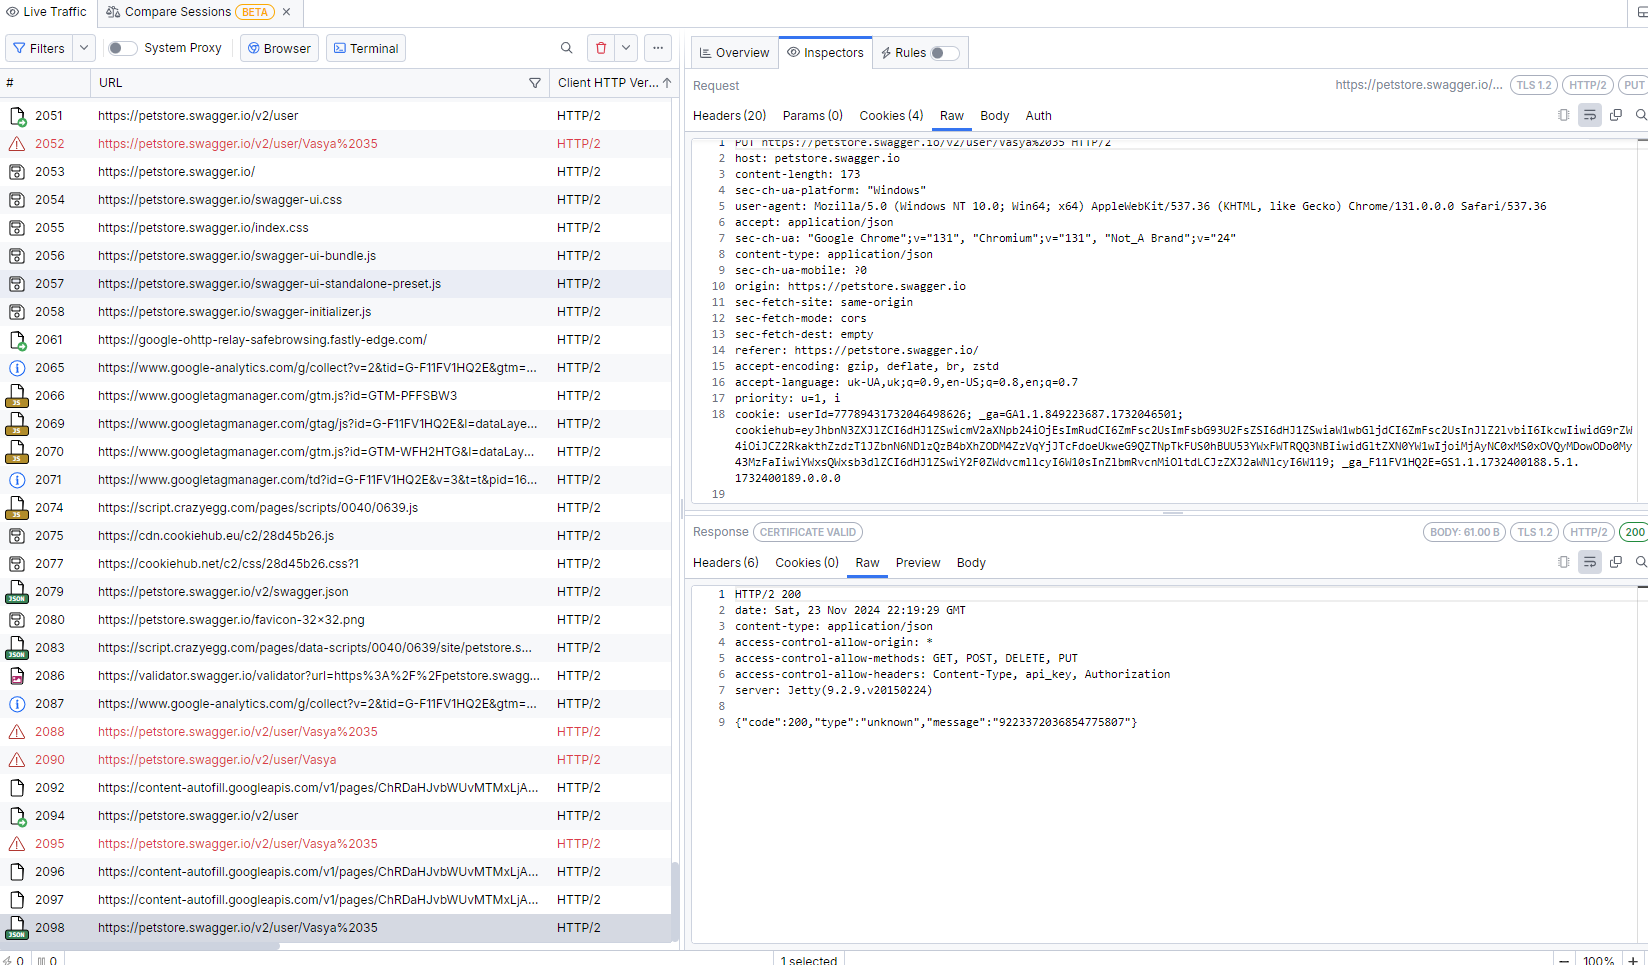 Live Traffic
Compare Sessions BETA
Filters
System Proxy
Browser
Terminal
# URL Client HTTP Ver...
2051 https://petstore.swagger.io/v2/user HTTP/2
2052 https://petstore.swagger.io/v2/user/Vasya%2035 HTTP/2
2053 https://petstore.swagger.io/ HTTP/2
2054 https://petstore.swagger.io/swagger-ui.css HTTP/2
2055 https://petstore.swagger.io/index.css HTTP/2
2056 https://petstore.swagger.io/swagger-ui-bundle.js HTTP/2
2057 https://petstore.swagger.io/swagger-ui-standalone-preset.js HTTP/2
2058 https://petstore.swagger.io/swagger-initializer.js HTTP/2
2061 https://google-ohttp-relay-safebrowsing.fastly-edge.com/ HTTP/2
2065 https://www.google-analytics.com/g/collect?v=2&tid=G-F11FV1HQ2E&gtm=... HTTP/2
JS 2066 https://www.googletagmanager.com/gtm.js?id=GTM-PFFSBW3 HTTP/2
JS 2069 https://www.googletagmanager.com/gtag/js?id=G-F11FV1HQ2E&l=dataLaye... HTTP/2
JS 2070 https://www.googletagmanager.com/gtm.js?id=GTM-WFH2HTG&l=dataLay... HTTP/2
2071 https://www.googletagmanager.com/td?id=G-F11FV1HQ2E&v=3&t=t&pid=16... HTTP/2
JS 2074 https://script.crazyegg.com/pages/scripts/0040/0639.js HTTP/2
2075 https://cdn.cookiehub.eu/c2/28d45b26.js HTTP/2
2077 https://cookiehub.net/c2/css/28d45b26.css?1 HTTP/2
JSON 2079 https://petstore.swagger.io/v2/swagger.json HTTP/2
2080 https://petstore.swagger.io/favicon-32x32.png HTTP/2
JSON 2083 https://script.crazyegg.com/pages/data-scripts/0040/0639/site/petstore.s... HTTP/2
2086 https://validator.swagger.io/validator?url=https%3A%2F%2Fpetstore.swagg... HTTP/2
2087 https://www.google-analytics.com/g/collect?v=2&tid=G-F11FV1HQ2E&gtm=... HTTP/2
2088 https://petstore.swagger.io/v2/user/Vasya%2035 HTTP/2
2090 https://petstore.swagger.io/v2/user/Vasya HTTP/2
2092 https://content-autofill.googleapis.com/v1/pages/ChRDaHJvbWUvMTMxLjA... HTTP/2
2094 https://petstore.swagger.io/v2/user HTTP/2
2095 https://petstore.swagger.io/v2/user/Vasya%2035 HTTP/2
2096 https://content-autofill.googleapis.com/v1/pages/ChRDaHJvbWUvMTMxLjA... HTTP/2
2097 https://content-autofill.googleapis.com/v1/pages/ChRDaHJvbWUvMTMxLjA... HTTP/2
JSON 2098 https://petstore.swagger.io/v2/user/Vasya%2035 HTTP/2
Overview
Inspectors
Rules
Request https://petstore.swagger.io/... TLS 1.2 HTTP/2 PUT
Headers (20) Params (0) Cookies (4) Raw Body Auth
1 PUT https://petstore.swagger.io/v2/user/Vasya%2035 HTTP/2
2 host: petstore.swagger.io
3 content-length: 173
4 sec-ch-ua-platform: "Windows"
5 user-agent: Mozilla/5.0 (Windows NT 10.0; Win64; x64) AppleWebKit/537.36 (KHTML, like Gecko) Chrome/131.0.0.0 Safari/537.36
6 accept: application/json
7 sec-ch-ua: "Google Chrome";v="131", "Chromium";v="131", "Not_A Brand";v="24"
8 content-type: application/json
9 sec-ch-ua-mobile: ?0
10 origin: https://petstore.swagger.io
11 sec-fetch-site: same-origin
12 sec-fetch-mode: cors
13 sec-fetch-dest: empty
14 referer: https://petstore.swagger.io/
15 accept-encoding: gzip, deflate, br, zstd
16 accept-language: uk-UA,uk;q=0.9,en-US;q=0.8,en;q=0.7
17 priority: u=1, i
18 cookie: userId=77789431732046498626; _ga=GA1.1.849223687.1732046501;
1732400189.0.0.0
19
Response CERTIFICATE VALID BODY: 61.00 B TLS 1.2 HTTP/2 200
Headers (6) Cookies (0) Raw Preview Body
1 HTTP/2 200
2 date: Sat, 23 Nov 2024 22:19:29 GMT
3 content-type: application/json
4 access-control-allow-origin: *
5 access-control-allow-methods: GET, POST, DELETE, PUT
6 access-control-allow-headers: Content-Type, api_key, Authorization
7 server: Jetty(9.2.9.v20150224)
8
9 {"code":200,"type":"unknown","message":"9223372036854775807"}
0 0 1 selected 100%